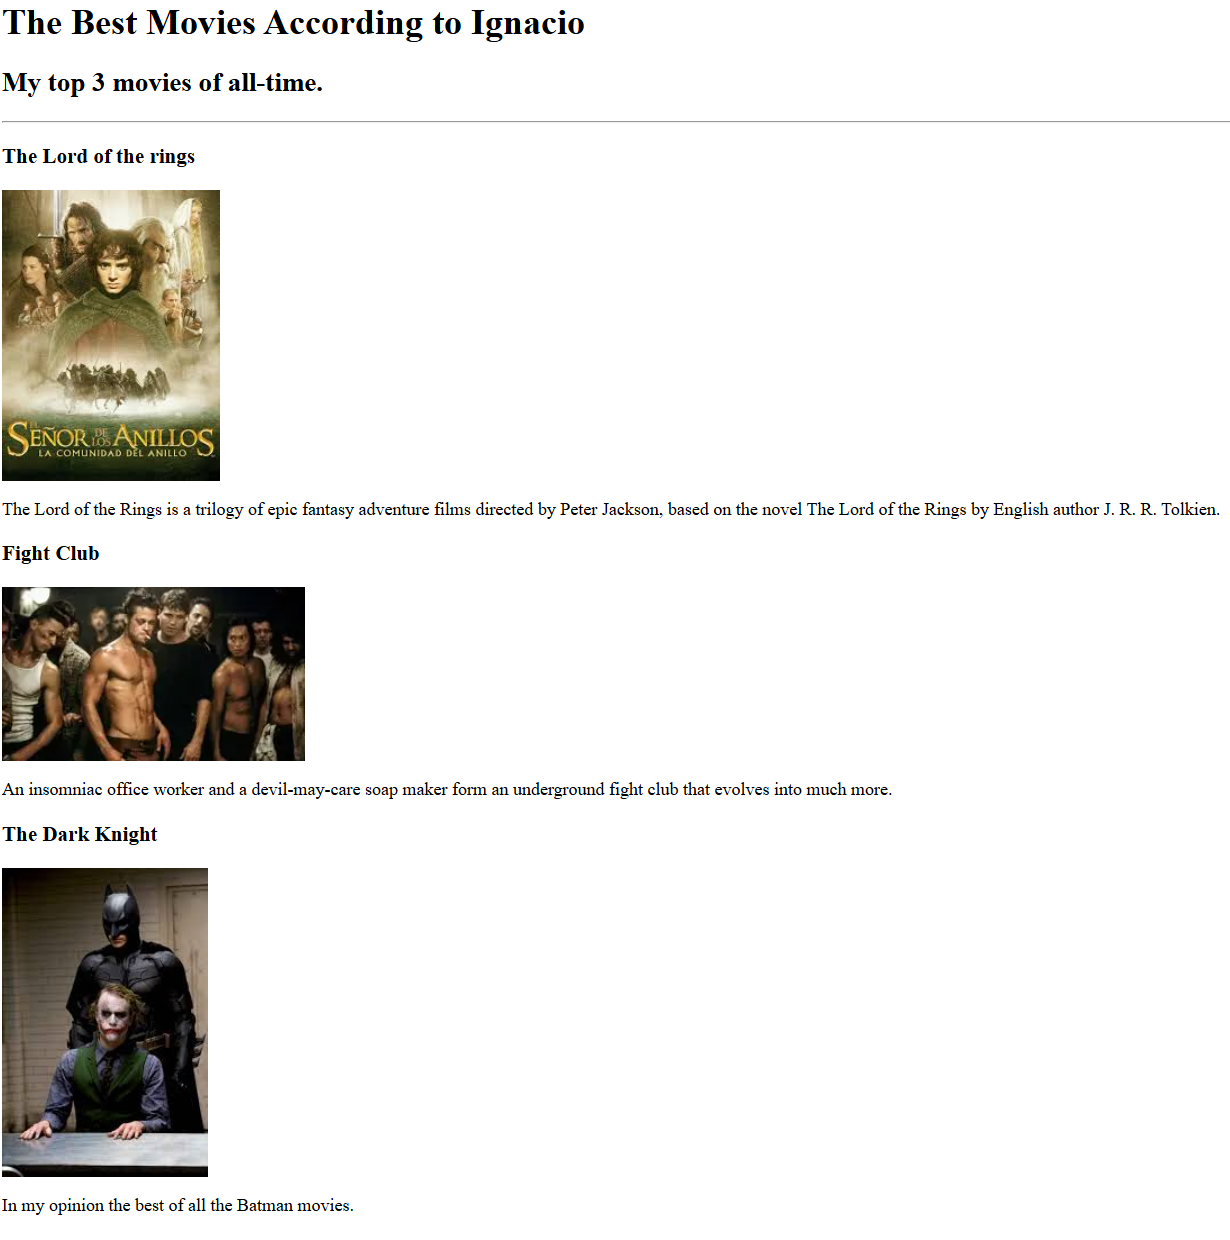 The Best Movies According to Ignacio
My top 3 movies of all-time.
The Lord of the rings
EL
SEÑOR DE LOS ANILLOS
LA COMUNIDAD DEL ANILLO
The Lord of the Rings is a trilogy of epic fantasy adventure films directed by Peter Jackson, based on the novel The Lord of the Rings by English author J. R. R. Tolkien.
Fight Club
An insomniac office worker and a devil-may-care soap maker form an underground fight club that evolves into much more.
The Dark Knight
In my opinion the best of all the Batman movies.